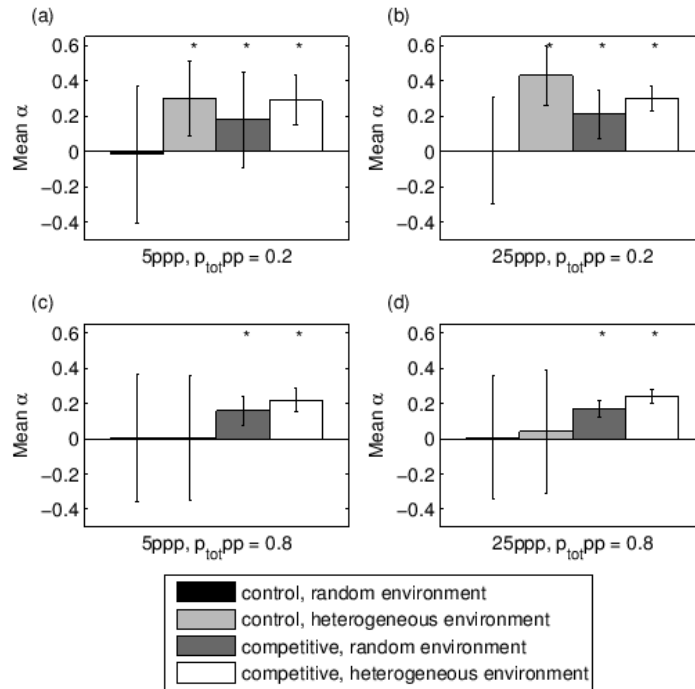 (a)
(b)
0.6
0.4
0.2
0
−0.2
−0.4
Mean α
* * *
5ppp, p_tot pp = 0.2
0.6
0.4
0.2
0
−0.2
−0.4
Mean α
* * *
25ppp, p_tot pp = 0.2
(c)
(d)
0.6
0.4
0.2
0
−0.2
−0.4
Mean α
* *
5ppp, p_tot pp = 0.8
0.6
0.4
0.2
0
−0.2
−0.4
Mean α
* *
25ppp, p_tot pp = 0.8
control, random environment
control, heterogeneous environment
competitive, random environment
competitive, heterogeneous environment